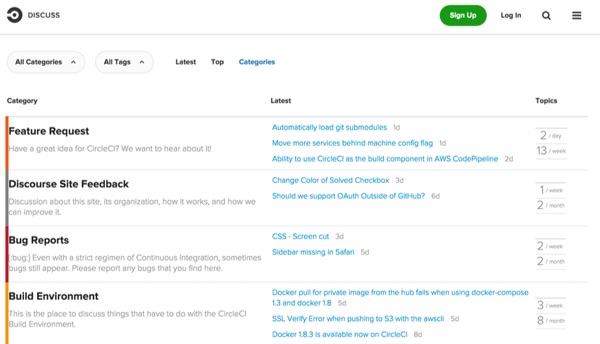 DISCUSS Sign Up Log In
All Categories All Tags Latest Top Categories
Category Latest Topics
Feature Request
Have a great idea for CircleCI? We want to hear about it!
Automatically load git submodules 1d
Move more services behind machine config flag 1d
Ability to use CircleCI as the build component in AWS CodePipeline 2d
2 / day
13 / week
Discourse Site Feedback
Discussion about this site, its organization, how it works, and how we
can improve it.
Change Color of Solved Checkbox 3d
Should we support OAuth Outside of GitHub? 6d
1 / week
2 / month
Bug Reports
[:bug:] Even with a strict regimen of Continuous Integration, sometimes
bugs still appear. Please report any bugs that you find here.
CSS - Screen cut 3d
Sidebar missing in Safari 5d
2 / week
2 / month
Build Environment
This is the place to discuss things that have to do with the CircleCI
Build Environment.
Docker pull for private image from the hub fails when using docker-compose
1.3 and docker 1.8 5d
SSL Verify Error when pushing to S3 with the awscli 5d
Docker 1.8.3 is available now on CircleCI 8d
3 / week
8 / month